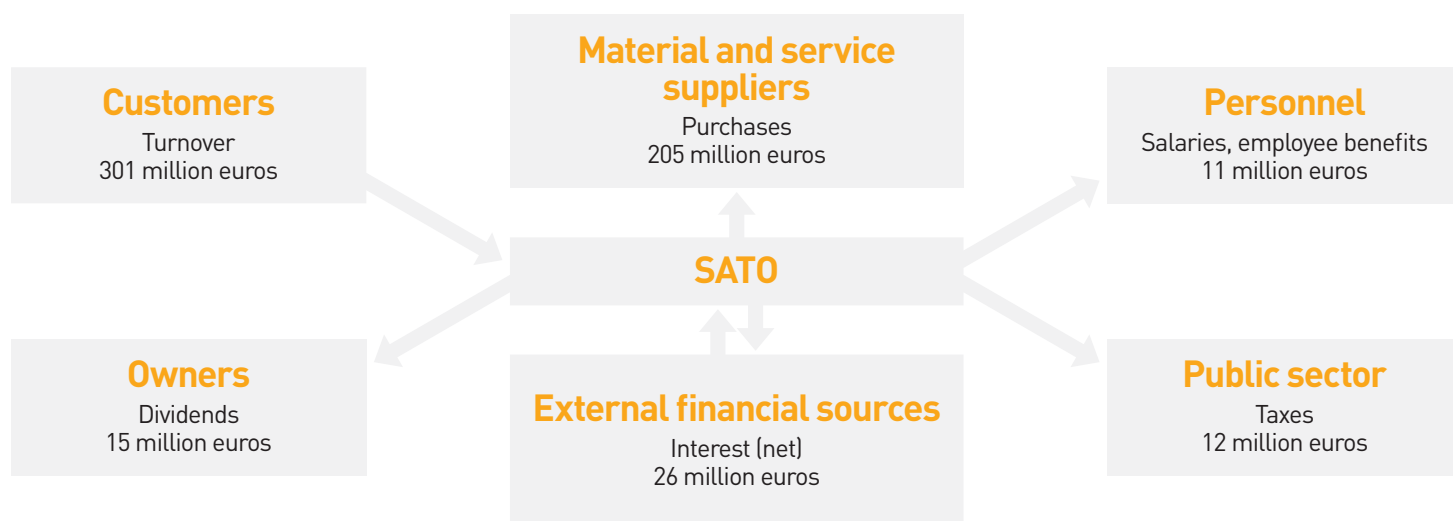 Material and service
suppliers
Purchases
205 million euros
Customers
Turnover
301 million euros
Personnel
Salaries, employee benefits
11 million euros
SATO
Owners
Dividends
15 million euros
External financial sources
Interest (net)
26 million euros
Public sector
Taxes
12 million euros